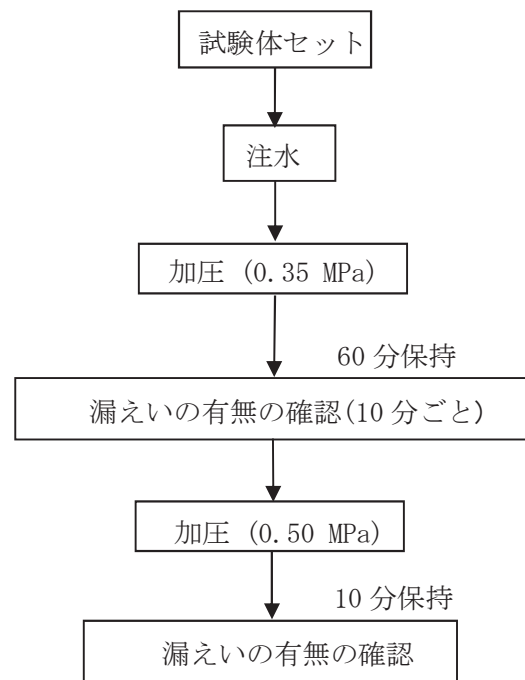 試験体セット
注水
加圧 (0.35 MPa)
60 分保持
漏えいの有無の確認(10 分ごと)
加圧 (0.50 MPa)
10 分保持
漏えいの有無の確認